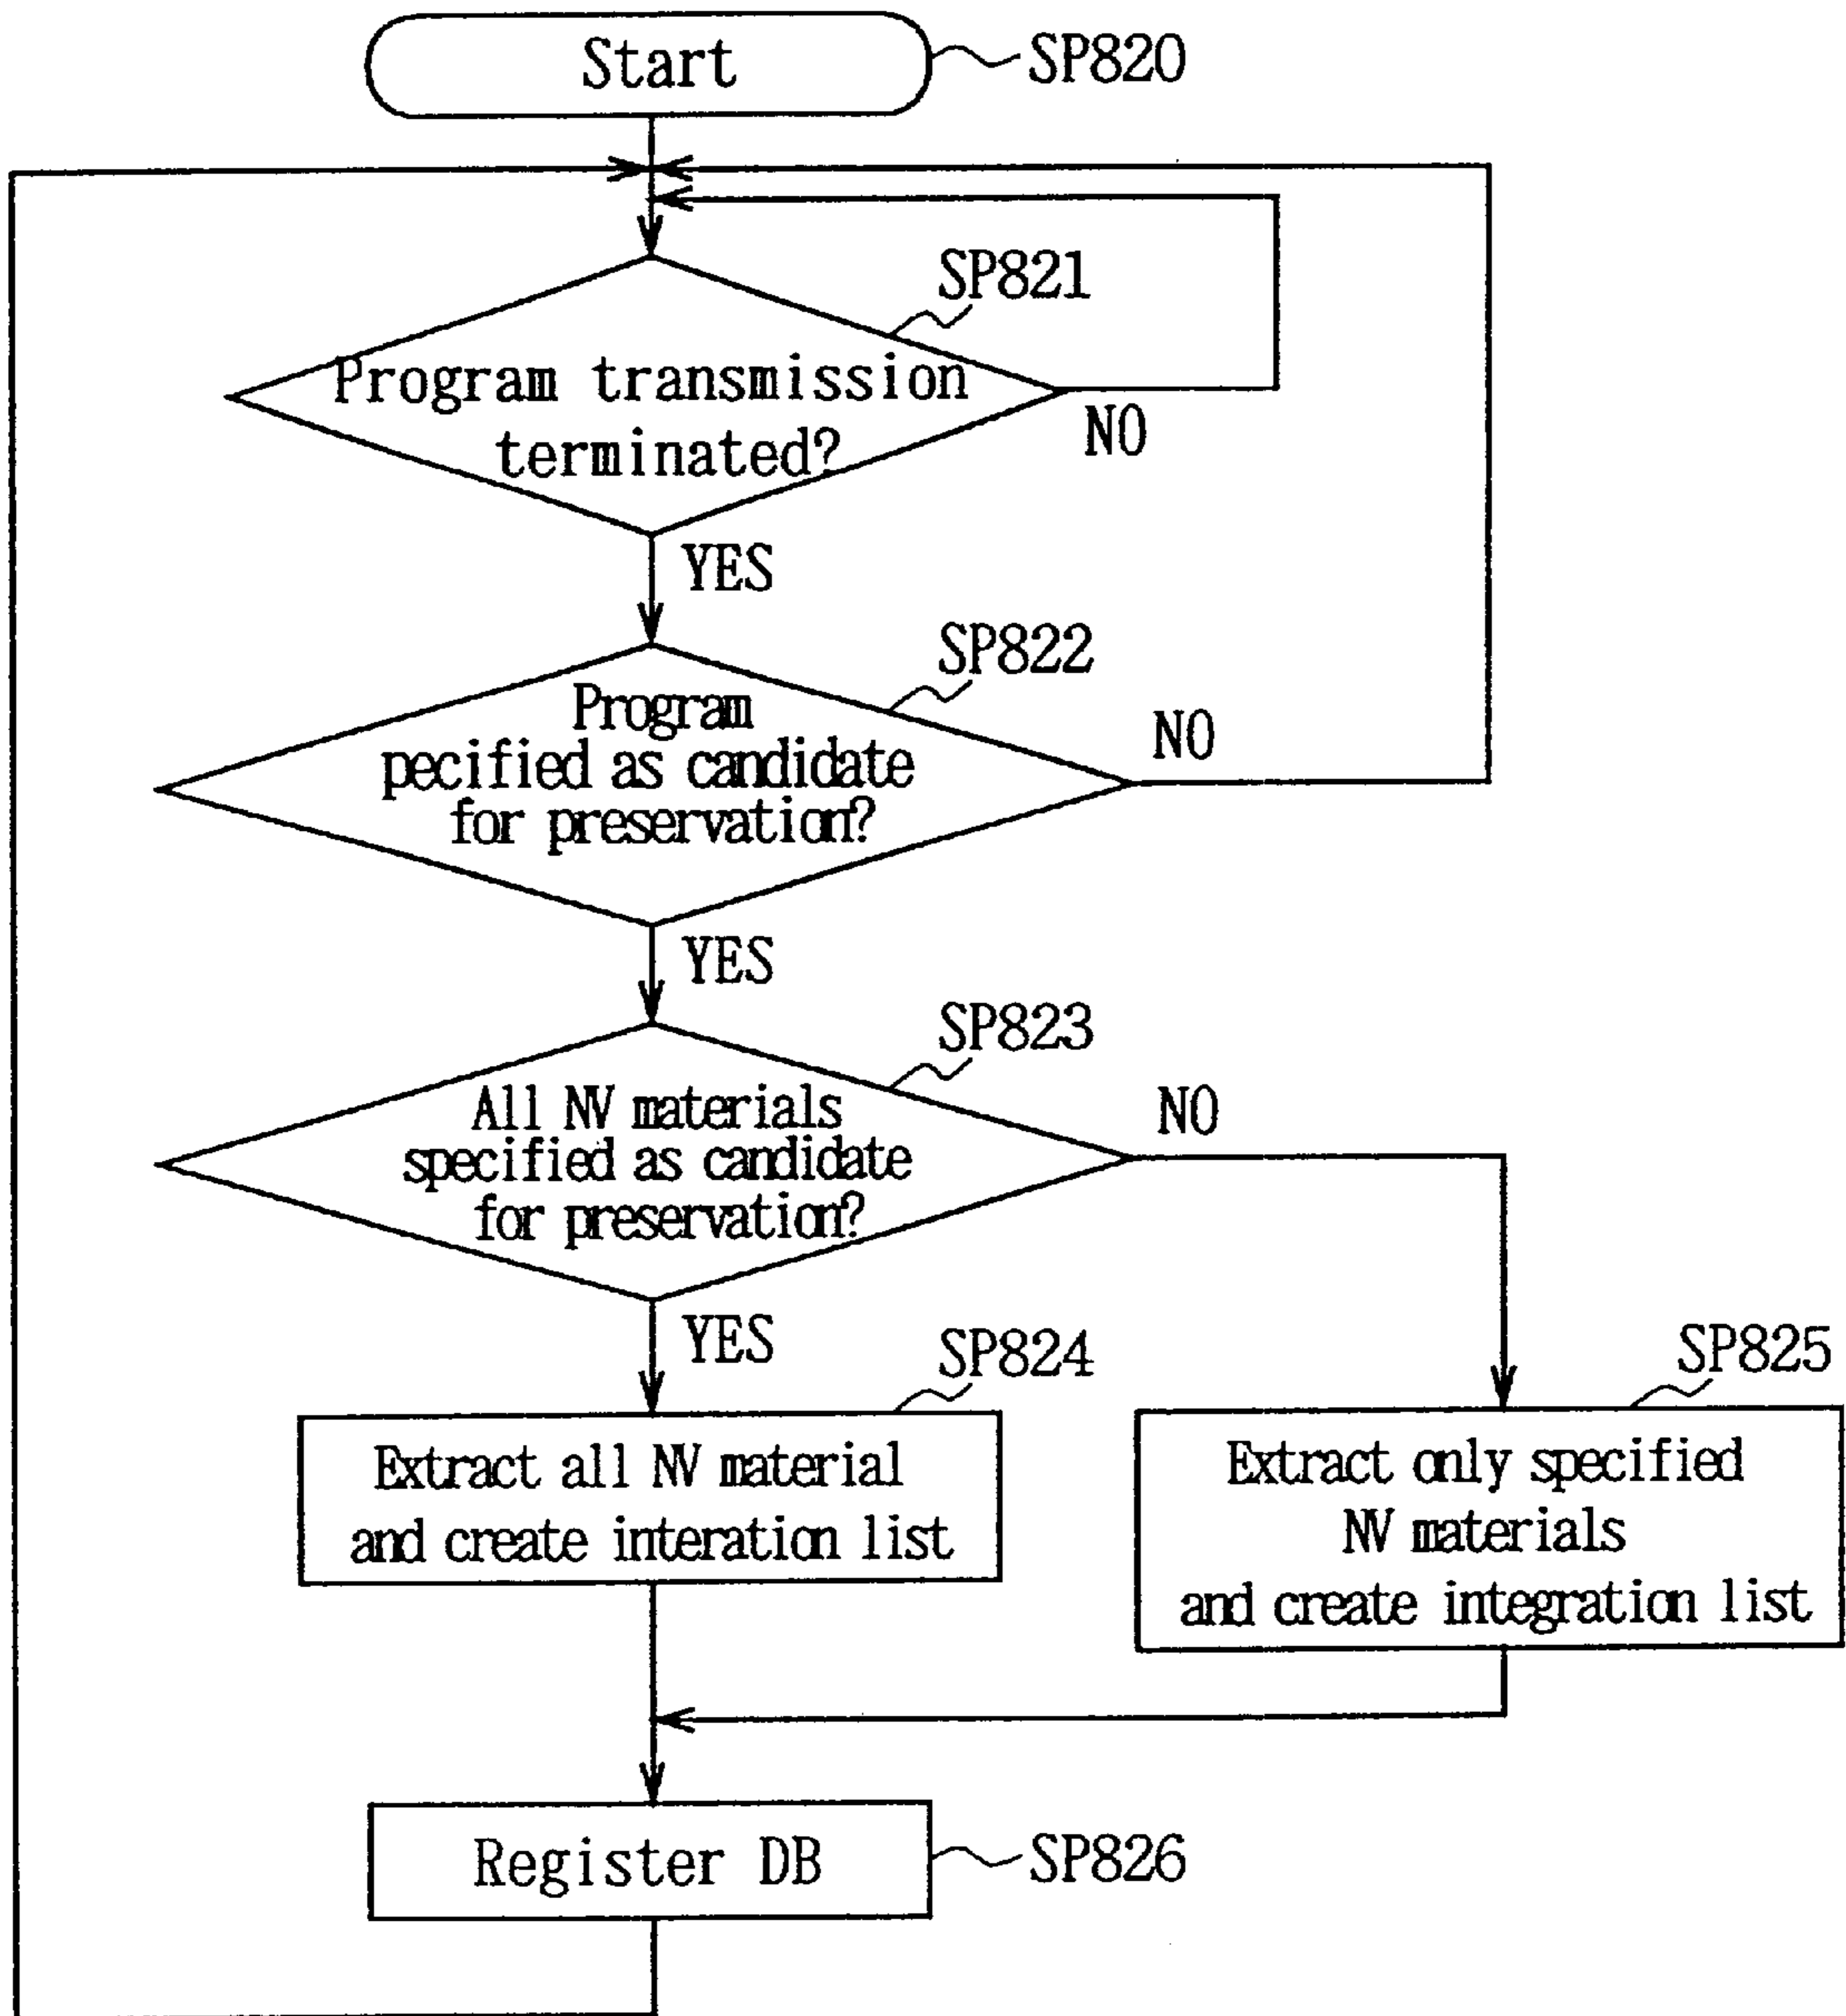 Start
SP820
SP821
Program transmission
terminated?
NO
YES
SP822
Program
pecified as candidate
for preservation?
NO
YES
SP823
All NV materials
specified as candidate
for preservation?
NO
YES
SP824
Extract all NV material
and create interation list
SP825
Extract only specified
NV materials
and create integration list
Register DB
SP826